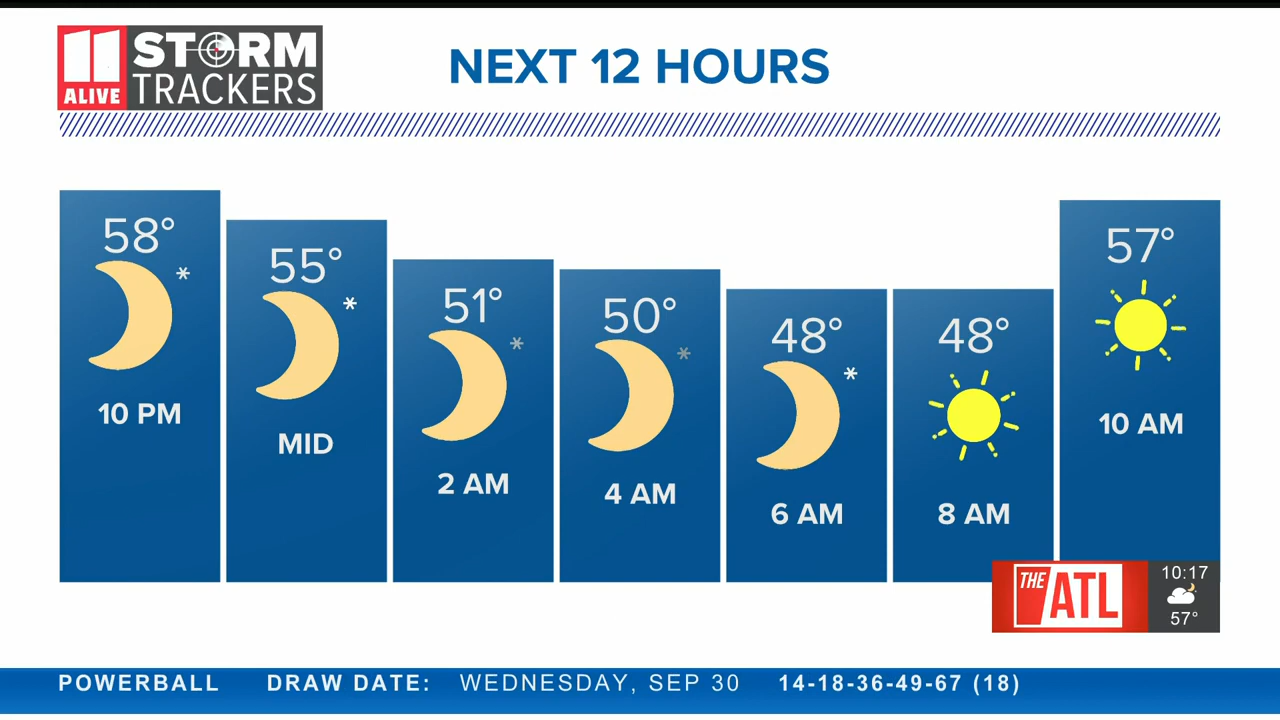 11 ALIVE STORM TRACKERS
NEXT 12 HOURS
58°
10 PM
55°
MID
51°
2 AM
50°
4 AM
48°
6 AM
48°
8 AM
57°
10 AM
THE ATL
10:17
57°
POWERBALL DRAW DATE: WEDNESDAY, SEP 30 14-18-36-49-67 (18)